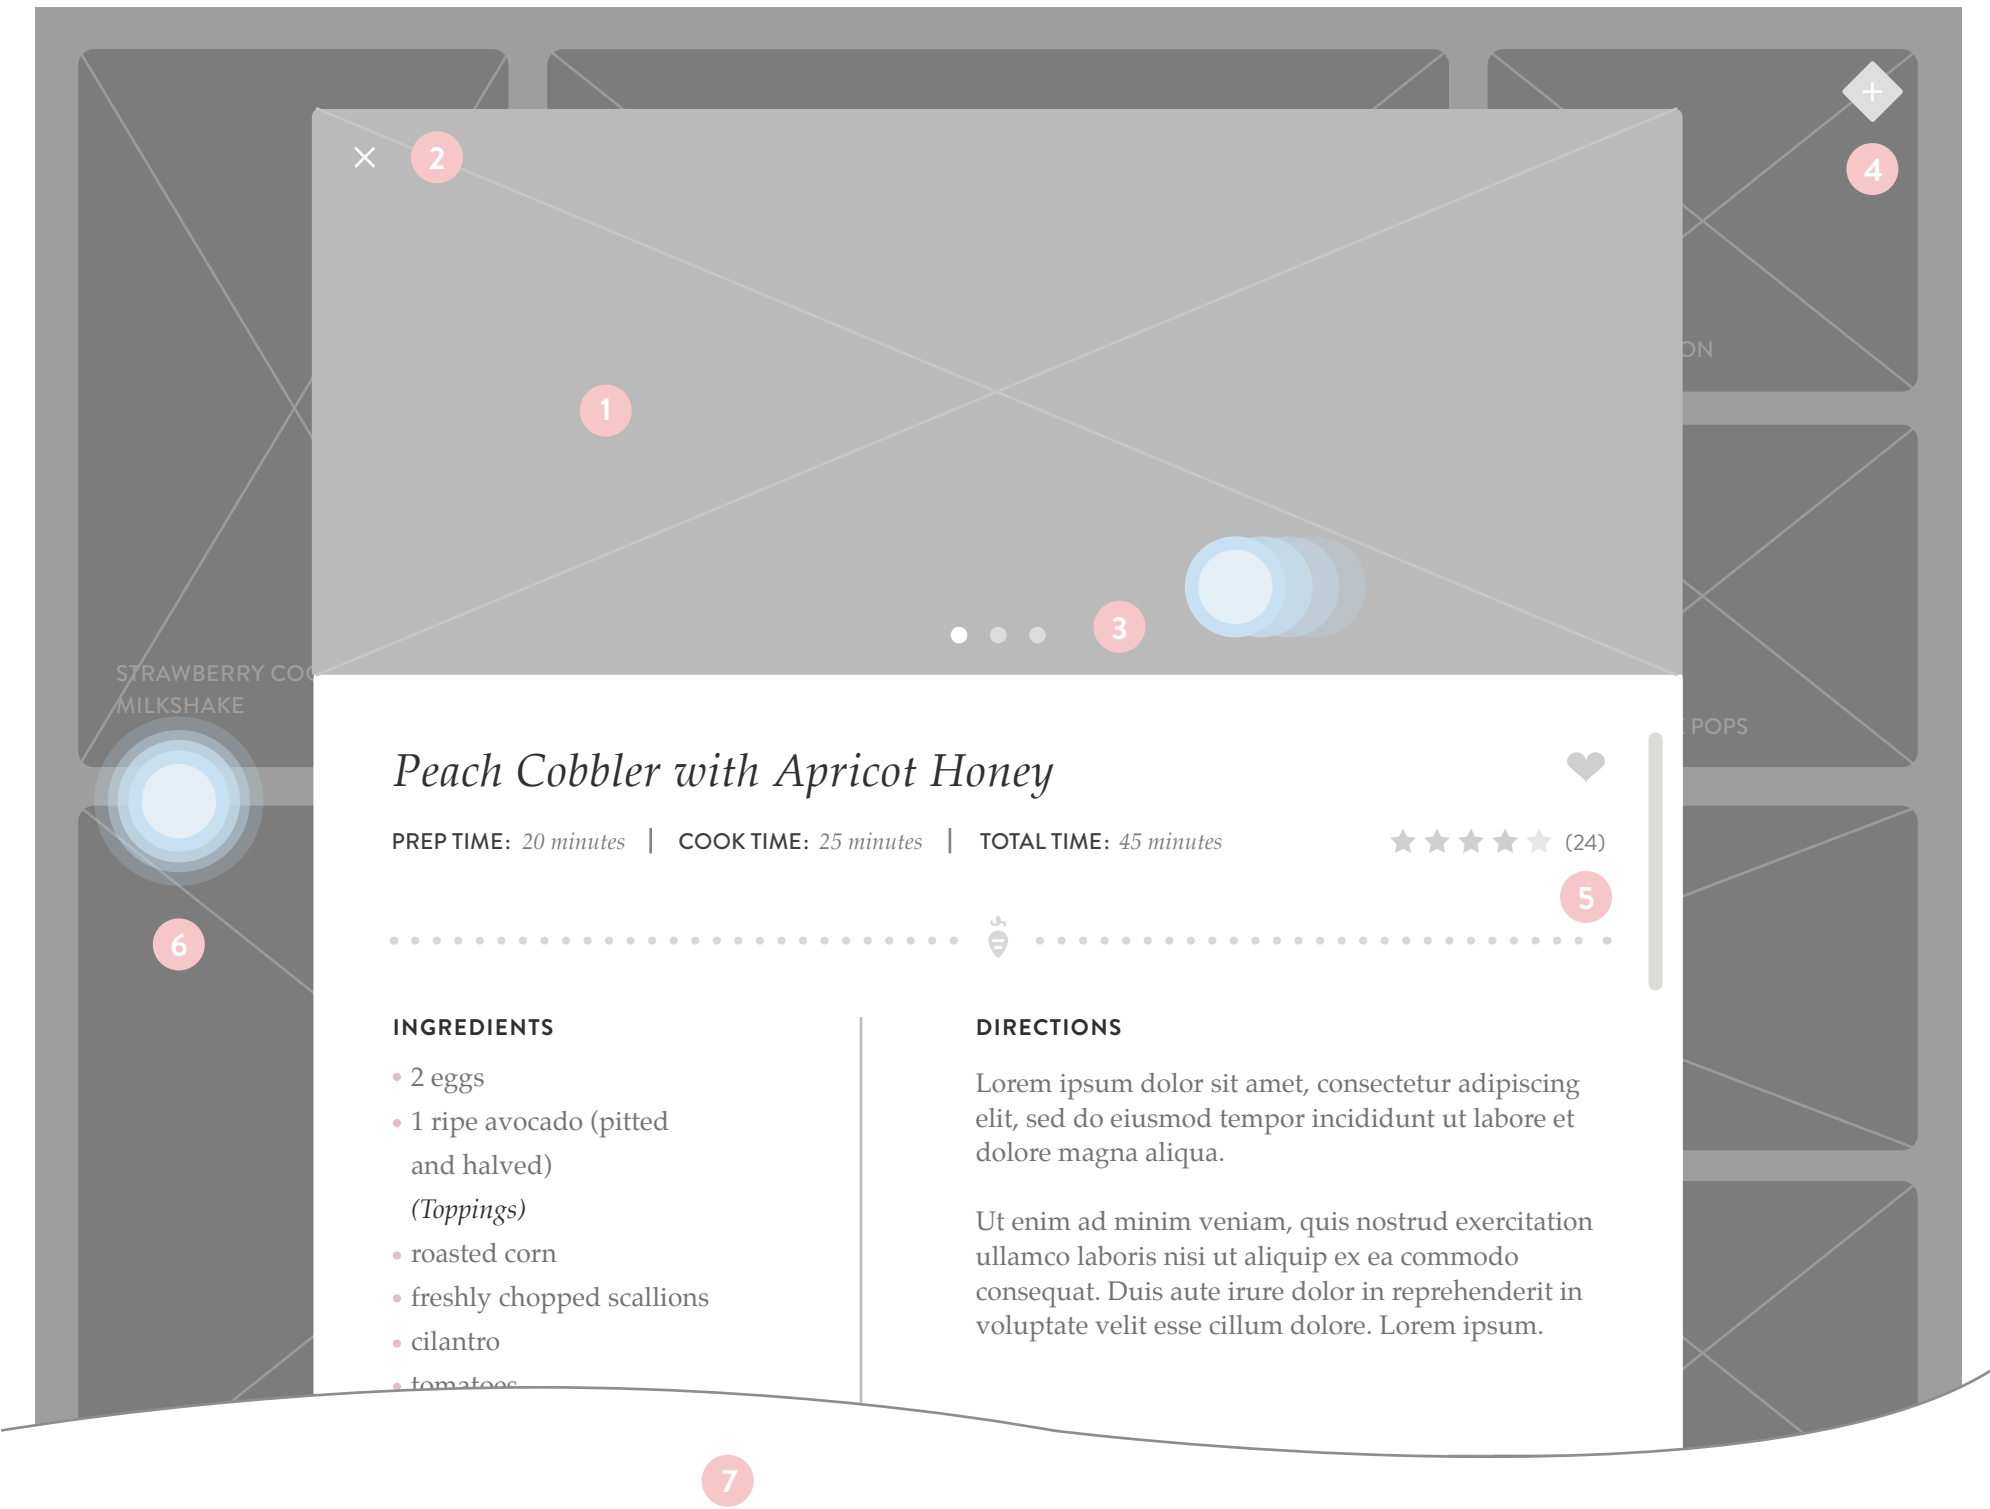 2
4
1
ON
3
STRAWBERRY COO
MILKSHAKE
POPS
Peach Cobbler with Apricot Honey
PREP TIME: 20 minutes | COOK TIME: 25 minutes | TOTAL TIME: 45 minutes
(24)
5
6
INGREDIENTS
• 2 eggs
• 1 ripe avocado (pitted
and halved)
(Toppings)
• roasted corn
• freshly chopped scallions
• cilantro
• tomatoes
DIRECTIONS
Lorem ipsum dolor sit amet, consectetur adipiscing
elit, sed do eiusmod tempor incididunt ut labore et
dolore magna aliqua.
Ut enim ad minim veniam, quis nostrud exercitation
ullamco laboris nisi ut aliquip ex ea commodo
consequat. Duis aute irure dolor in reprehenderit in
voluptate velit esse cillum dolore. Lorem ipsum.
7